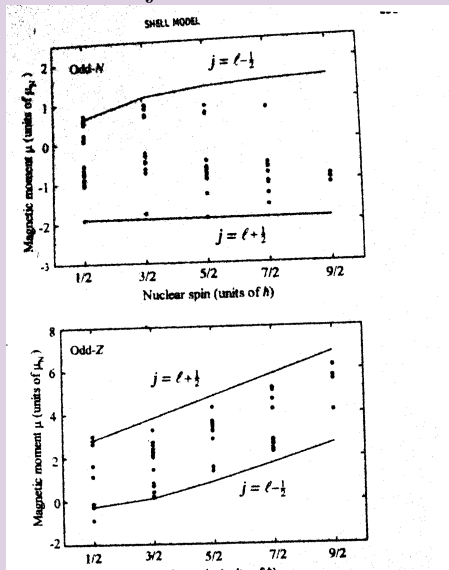 SHELL MODEL
Odd-N
j = ℓ-½
2
1
0
-1
-2
-3
Magnetic moment μ (units of μN)
j = ℓ+½
1/2 3/2 5/2 7/2 9/2
Nuclear spin (units of ħ)
8
6
4
2
0
-2
Odd-Z
j = ℓ+½
Magnetic moment μ (units of μN)
j = ℓ-½
1/2 3/2 5/2 7/2 9/2